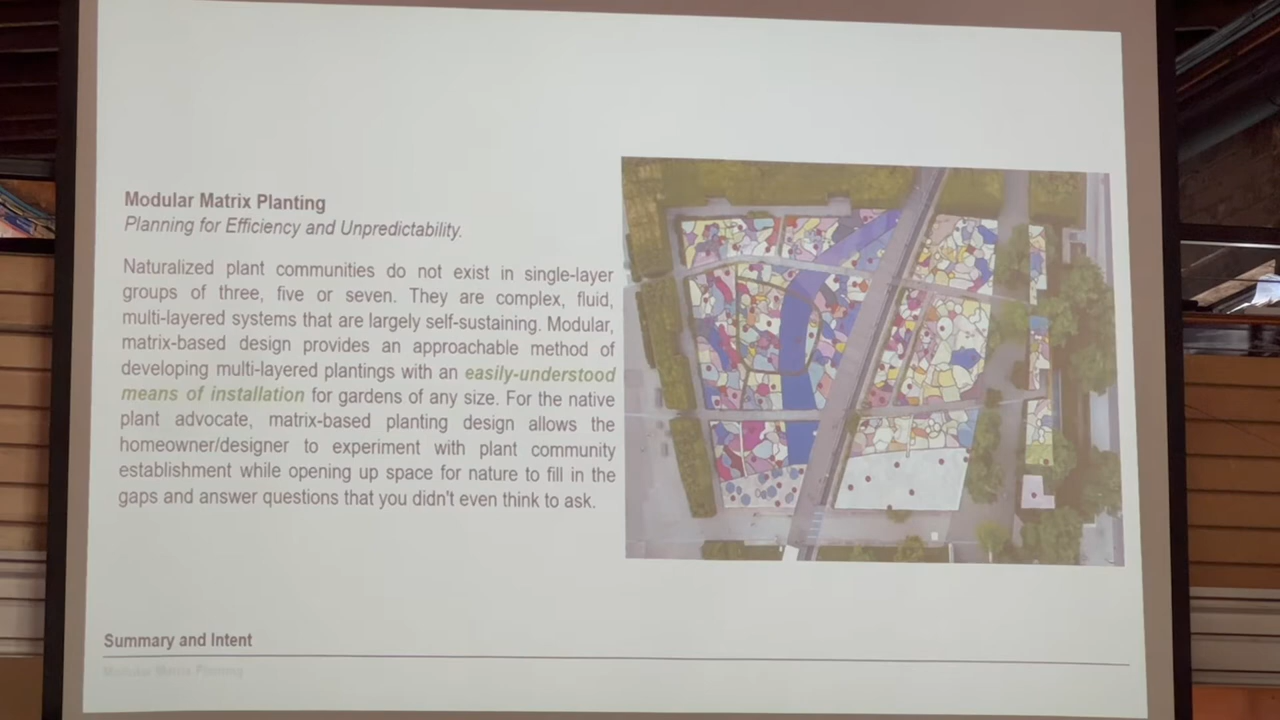 Modular Matrix Planting
Planning for Efficiency and Unpredictability.
Naturalized plant communities do not exist in single-layer
groups of three, five or seven. They are complex, fluid,
multi-layered systems that are largely self-sustaining. Modular,
matrix-based design provides an approachable method of
developing multi-layered plantings with an easily-understood
means of installation for gardens of any size. For the native
plant advocate, matrix-based planting design allows the
homeowner/designer to experiment with plant community
establishment while opening up space for nature to fill in the
gaps and answer questions that you didn't even think to ask.
Summary and Intent
Modular Matrix Planting